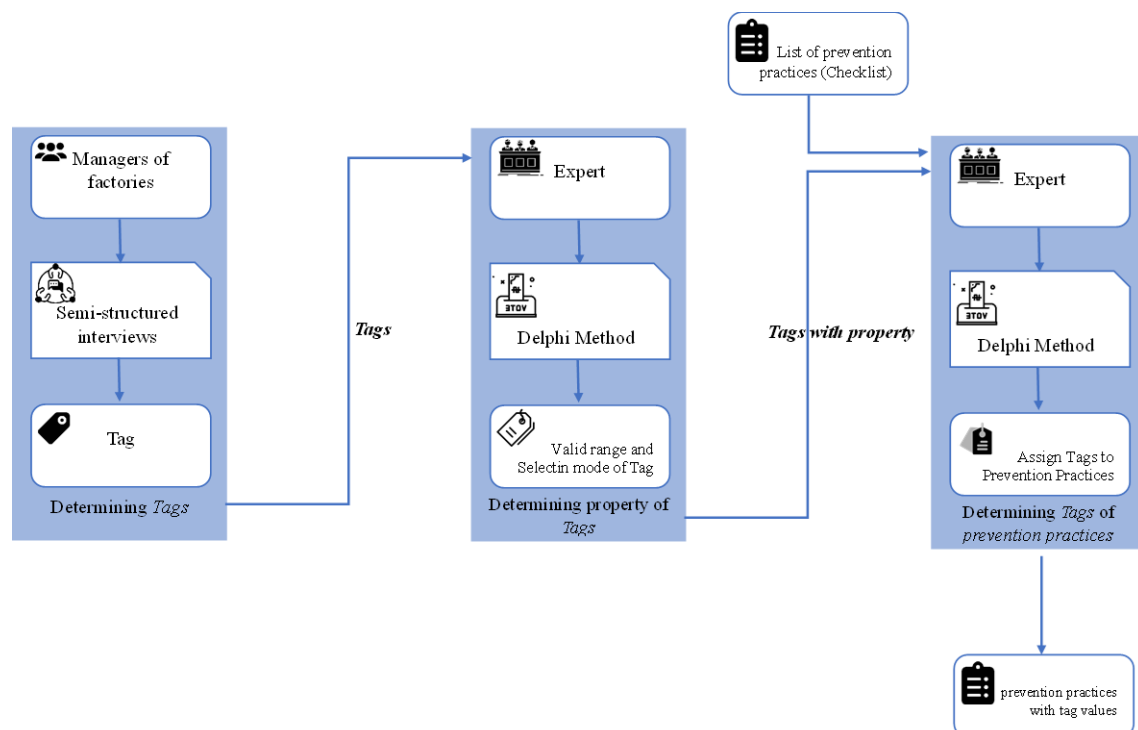 List of prevention
practices (Checklist)
Managers of
factories
Semi-structured
interviews
Tag
Determining Tags
Tags
Expert
ƎTOV
Delphi Method
Valid range and
Selectin mode of Tag
Determining property of
Tags
Tags with property
Expert
ƎTOV
Delphi Method
Assign Tags to
Prevention Practices
Determining Tags of
prevention practices
prevention practices
with tag values